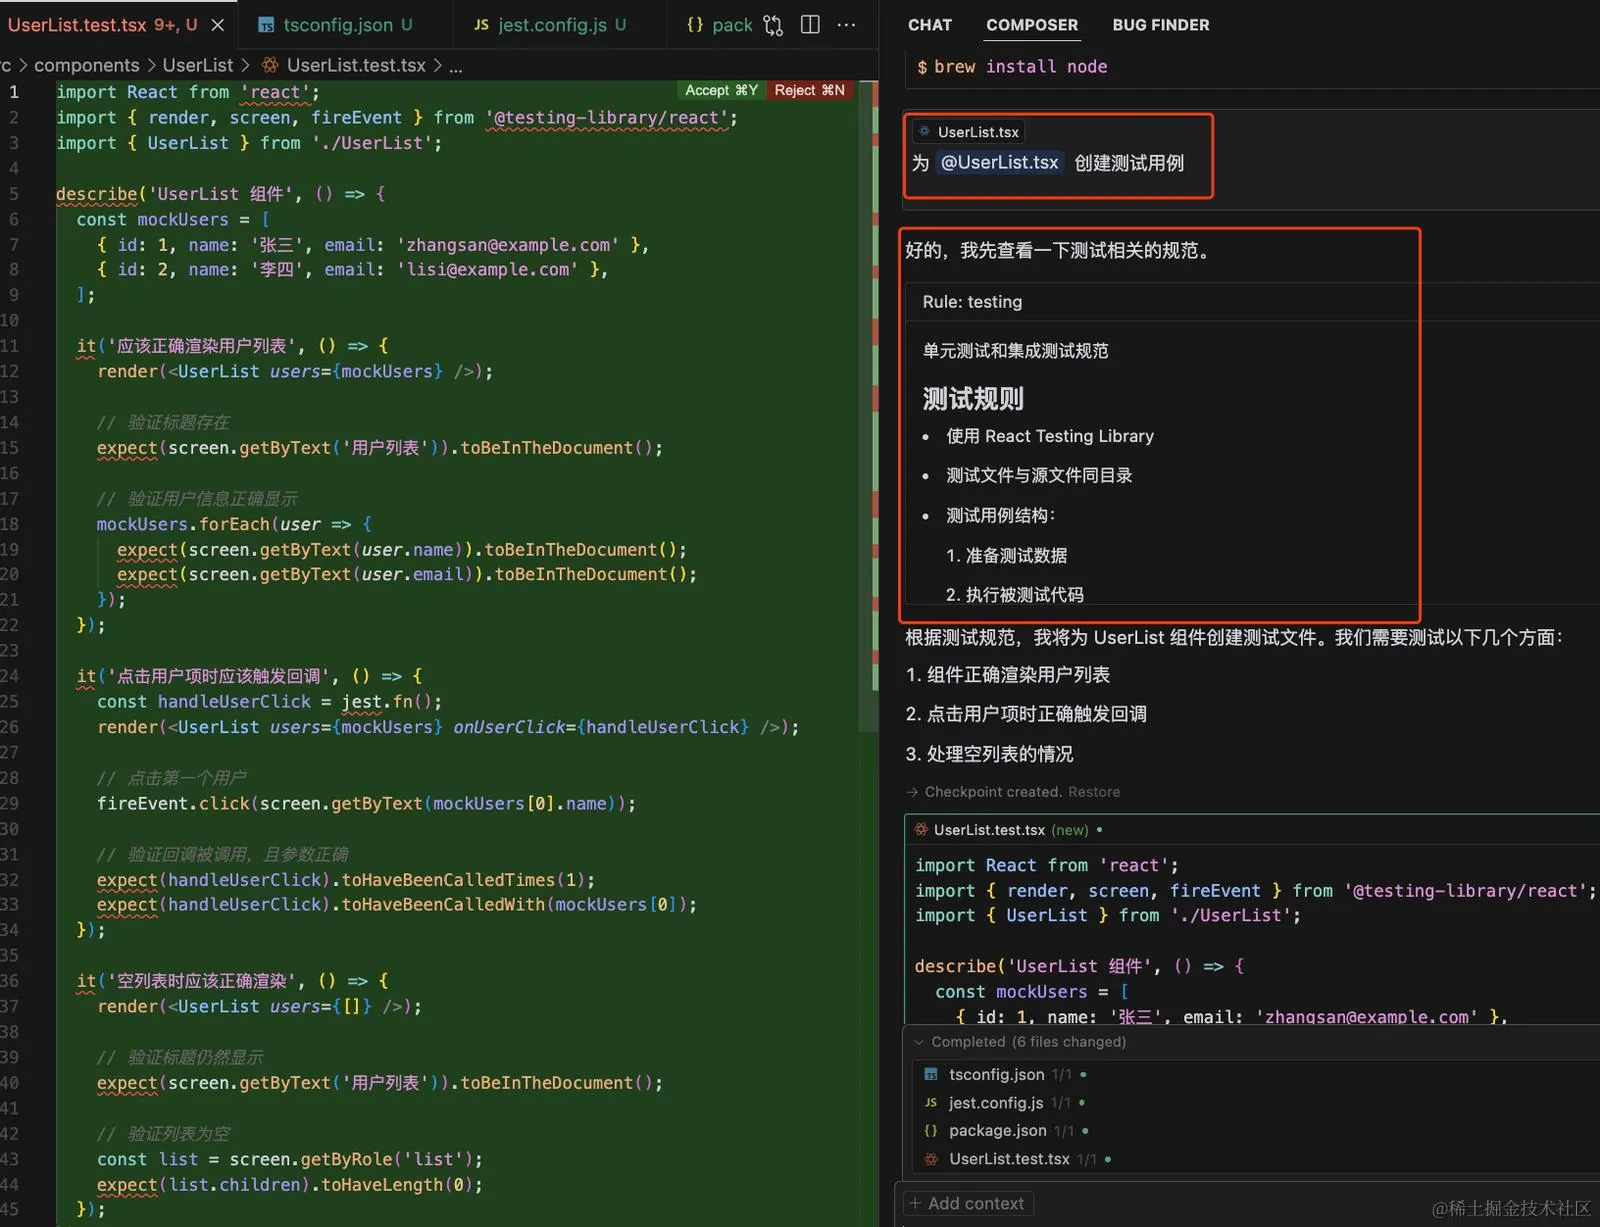 UserList.test.tsx 9+, U
tsconfig.json U
JS jest.config.js U
{} pack
rc > components > UserList > UserList.test.tsx > ...
Accept ⌘Y Reject ⌘N
1 import React from 'react';
2 import { render, screen, fireEvent } from '@testing-library/react';
3 import { UserList } from './UserList';
4
5 describe('UserList 组件', () => {
6 const mockUsers = [
7 { id: 1, name: '张三', email: 'zhangsan@example.com' },
8 { id: 2, name: '李四', email: 'lisi@example.com' },
9 ];
10
11 it('应该正确渲染用户列表', () => {
12 render(<UserList users={mockUsers} />);
13
14 // 验证标题存在
15 expect(screen.getByText('用户列表')).toBeInTheDocument();
16
17 // 验证用户信息正确显示
18 mockUsers.forEach(user => {
19 expect(screen.getByText(user.name)).toBeInTheDocument();
20 expect(screen.getByText(user.email)).toBeInTheDocument();
21 });
22 });
23
24 it('点击用户项时应该触发回调', () => {
25 const handleUserClick = jest.fn();
26 render(<UserList users={mockUsers} onUserClick={handleUserClick} />);
27
28 // 点击第一个用户
29 fireEvent.click(screen.getByText(mockUsers[0].name));
30
31 // 验证回调被调用，且参数正确
32 expect(handleUserClick).toHaveBeenCalledTimes(1);
33 expect(handleUserClick).toHaveBeenCalledWith(mockUsers[0]);
34 });
35
36 it('空列表时应该正确渲染', () => {
37 render(<UserList users={[]} />);
38
39 // 验证标题仍然显示
40 expect(screen.getByText('用户列表')).toBeInTheDocument();
41
42 // 验证列表为空
43 const list = screen.getByRole('list');
44 expect(list.children).toHaveLength(0);
45 });
CHAT COMPOSER BUG FINDER
$ brew install node
UserList.tsx
为 @UserList.tsx 创建测试用例
好的，我先查看一下测试相关的规范。
Rule: testing
单元测试和集成测试规范
测试规则
• 使用 React Testing Library
• 测试文件与源文件同目录
• 测试用例结构：
1. 准备测试数据
2. 执行被测试代码
根据测试规范，我将为 UserList 组件创建测试文件。我们需要测试以下几个方面：
1. 组件正确渲染用户列表
2. 点击用户项时正确触发回调
3. 处理空列表的情况
→ Checkpoint created. Restore
UserList.test.tsx (new) •
import React from 'react';
import { render, screen, fireEvent } from '@testing-library/react';
import { UserList } from './UserList';
describe('UserList 组件', () => {
const mockUsers = [
{ id: 1, name: '张三', email: 'zhangsan@example.com' },
Completed (6 files changed)
TS tsconfig.json 1/1 •
JS jest.config.js 1/1 •
{} package.json 1/1 •
UserList.test.tsx 1/1 •
+ Add context
@稀土掘金技术社区